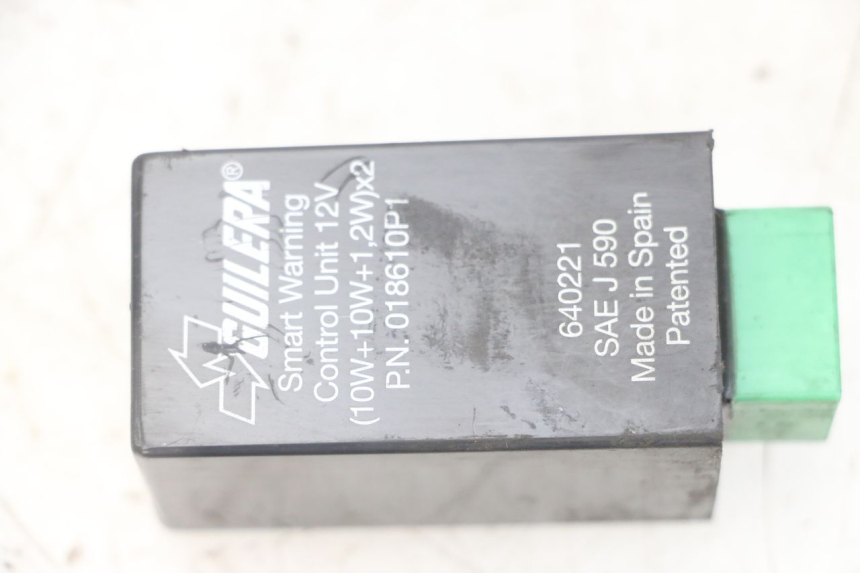 GUILERA®
Smart Warning
Control Unit 12V
(10W+10W+1,2W)x2
P.N. 018610P1
640221
SAE J 590
Made in Spain
Patented